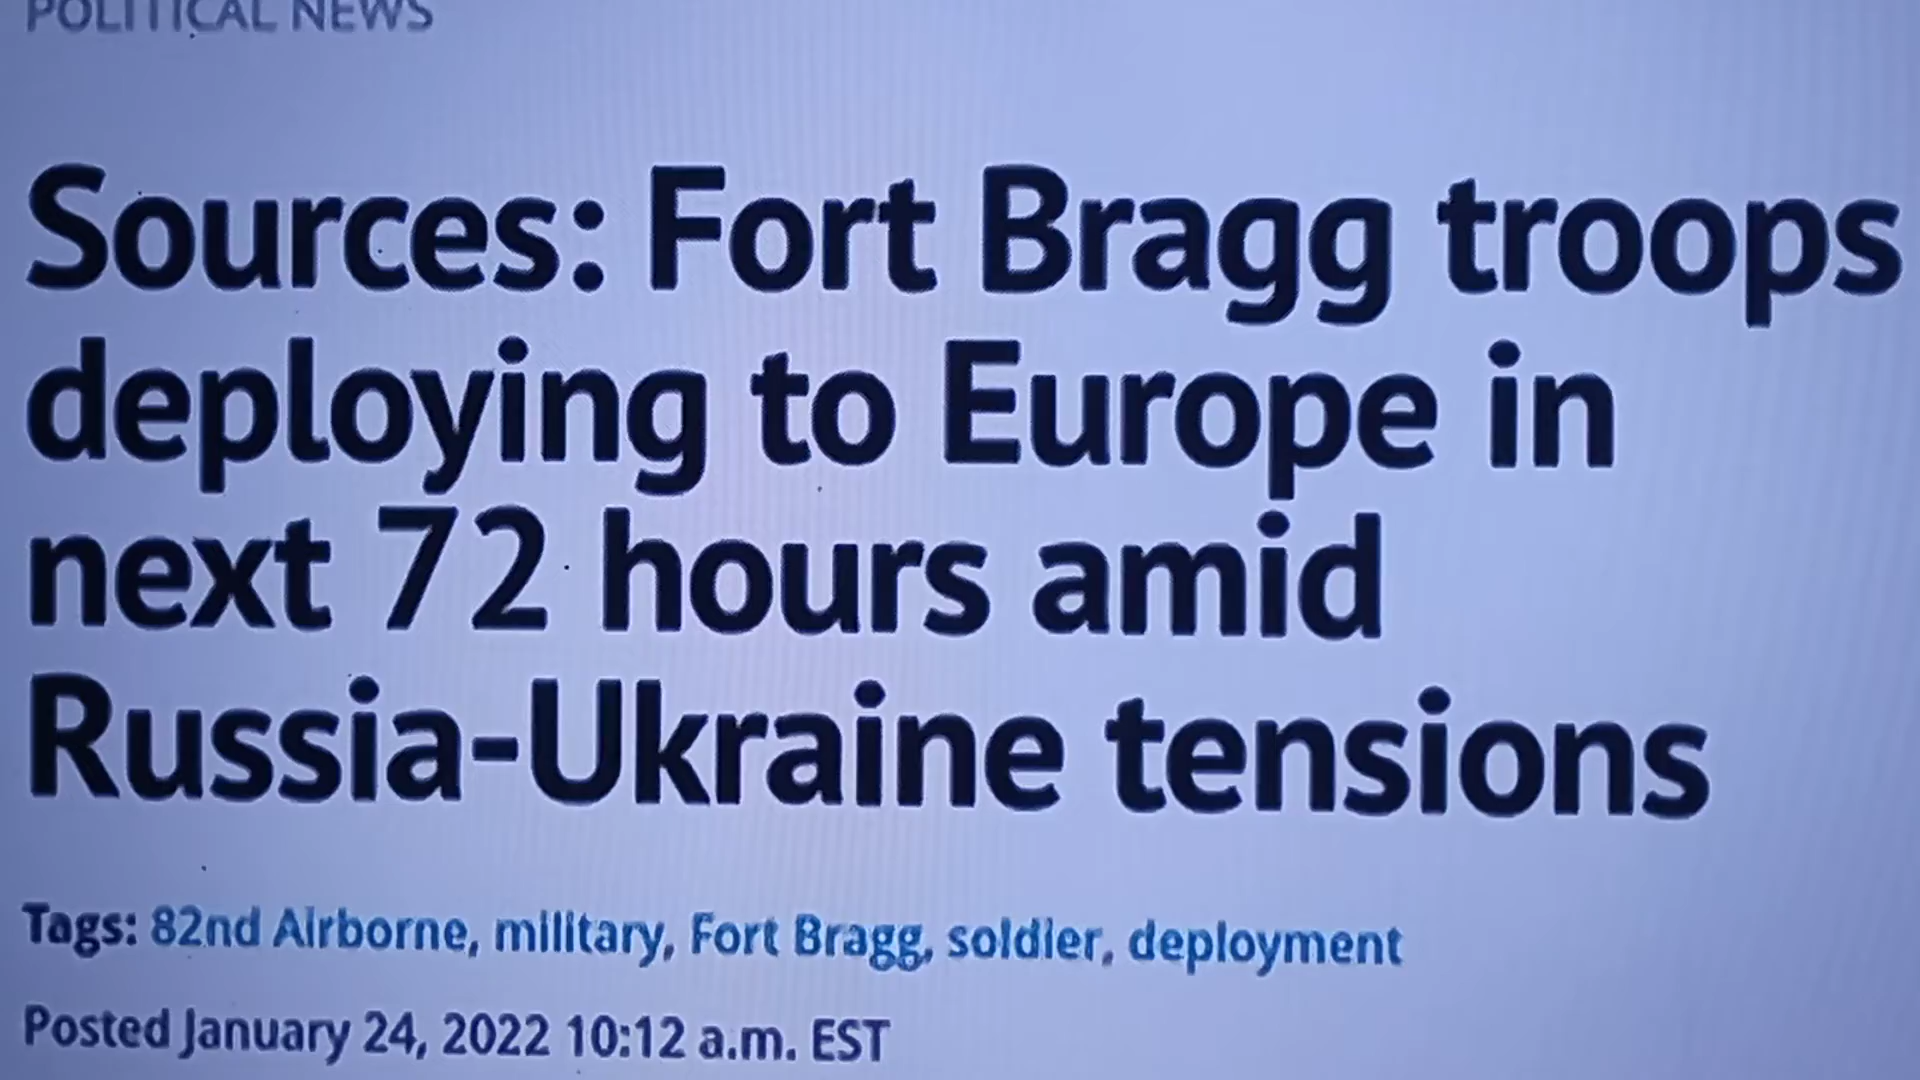 POLITICAL NEWS
Sources: Fort Bragg troops
deploying to Europe in
next 72 hours amid
Russia-Ukraine tensions
Tags: 82nd Airborne, military, Fort Bragg, soldier, deployment
Posted January 24, 2022 10:12 a.m. EST